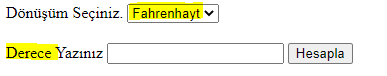 Dönüşüm Seçiniz. Fahrenhayt
Derece Yazınız Hesapla